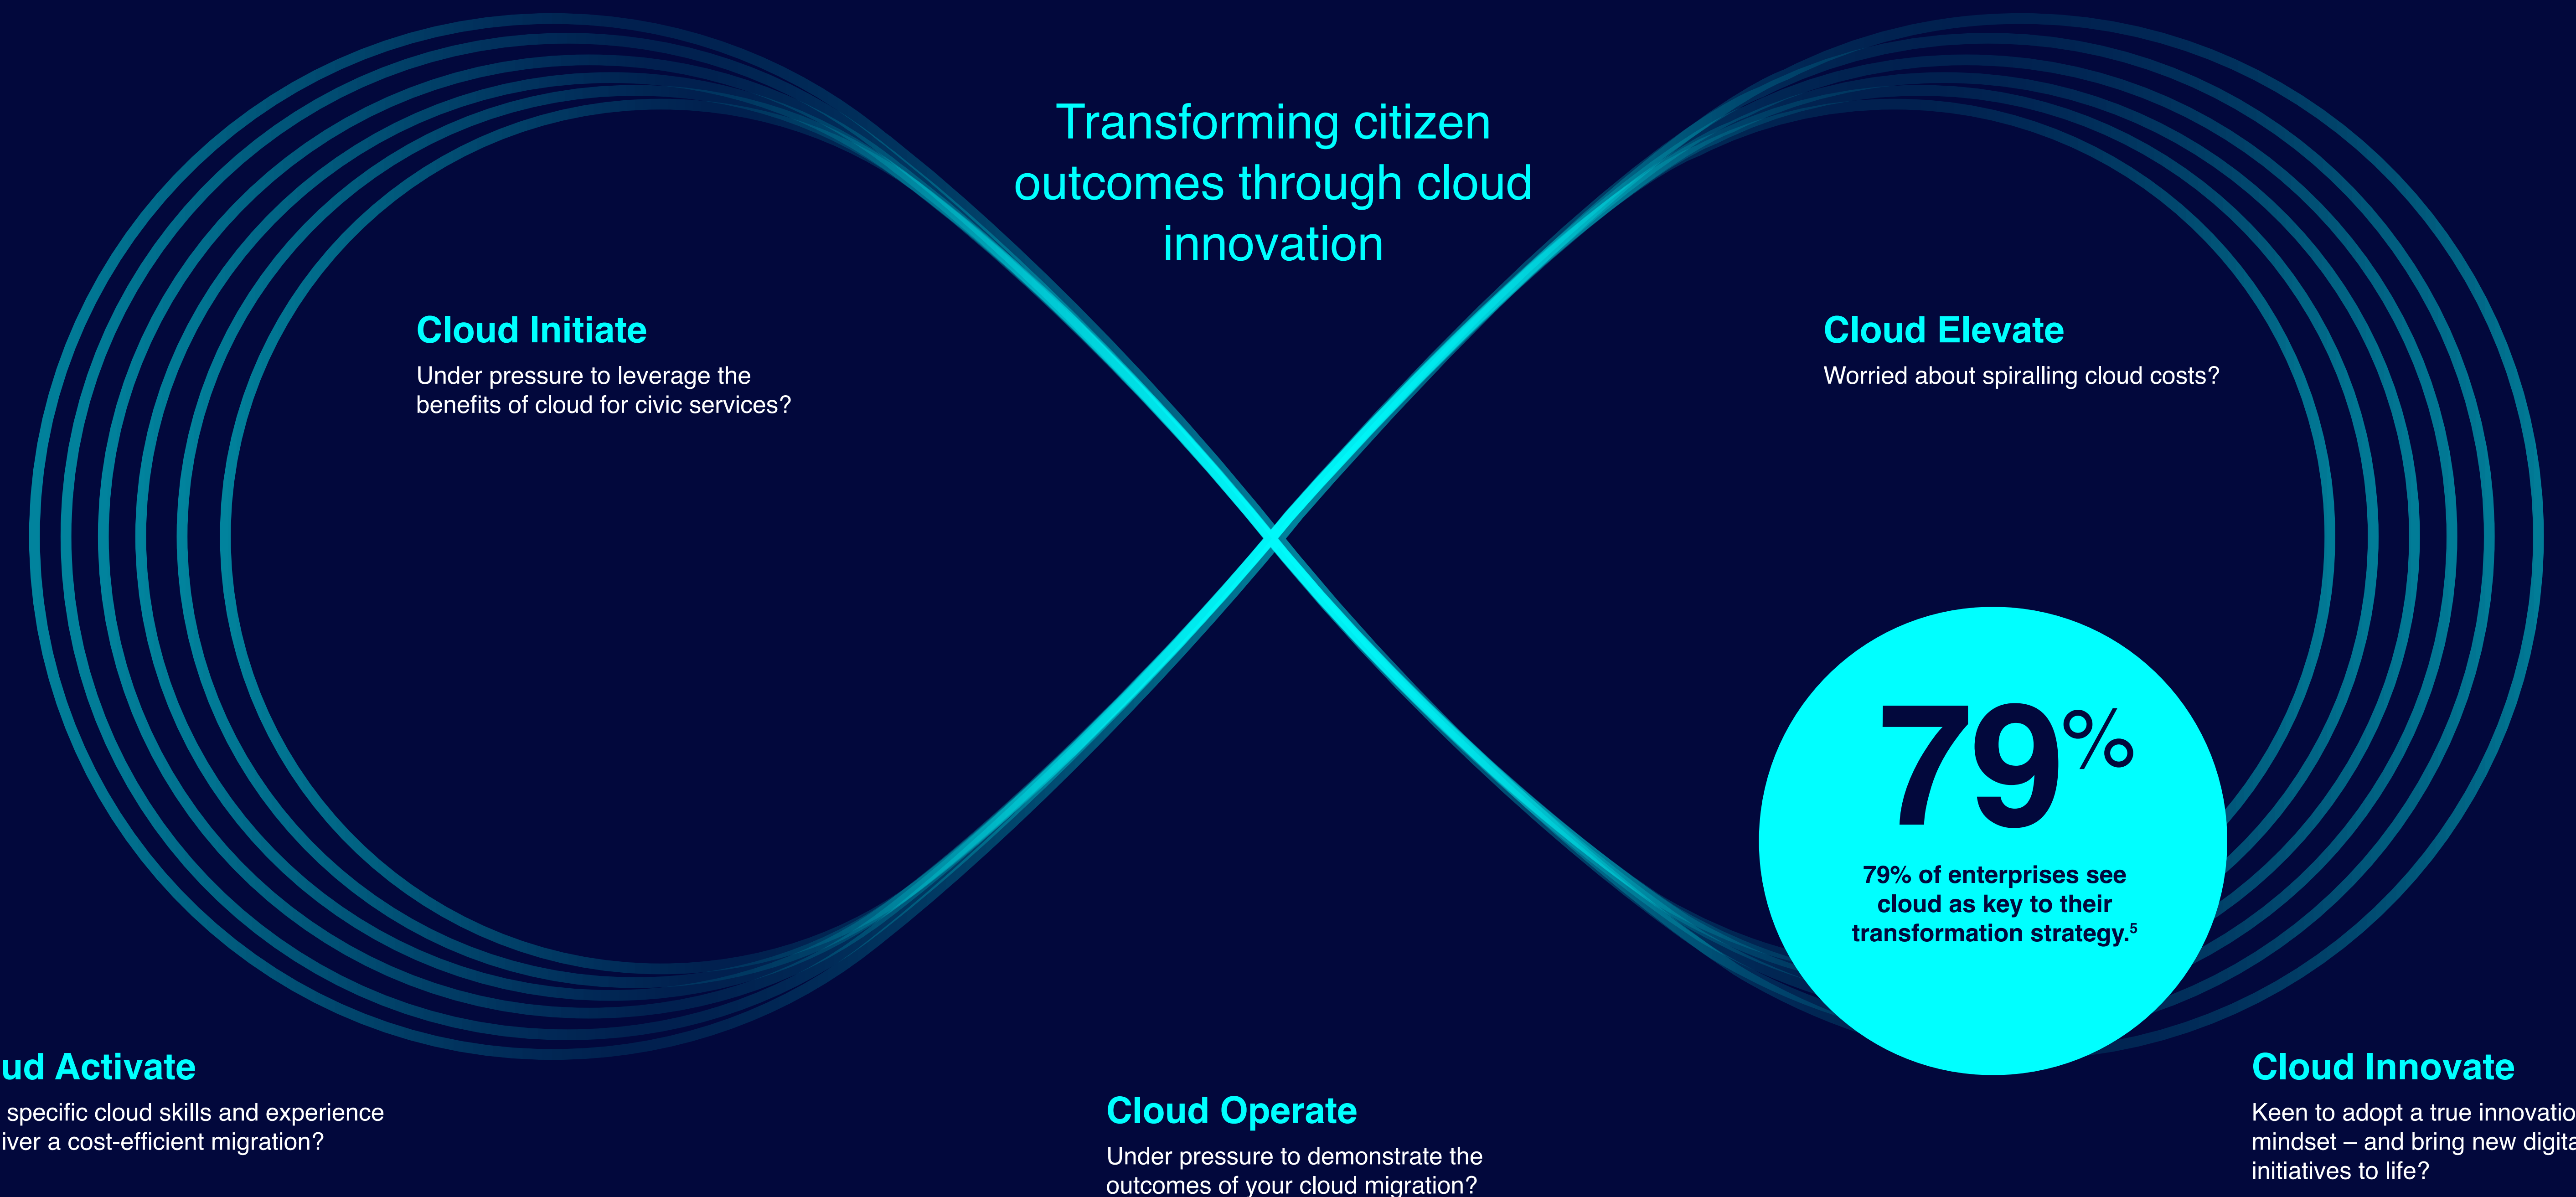 Transforming citizen
outcomes through cloud
innovation
Cloud Initiate
Under pressure to leverage the
benefits of cloud for civic services?
Cloud Elevate
Worried about spiralling cloud costs?
79%
79% of enterprises see
cloud as key to their
transformation strategy.5
ud Activate
specific cloud skills and experience
iver a cost-efficient migration?
Cloud Operate
Under pressure to demonstrate the
outcomes of your cloud migration?
Cloud Innovate
Keen to adopt a true innovatio
mindset – and bring new digita
initiatives to life?